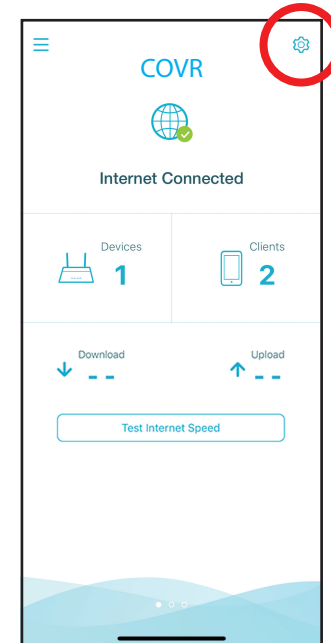 COVR
Internet Connected
Devices
1
Clients
2
Download
- -
Upload
- -
Test Internet Speed